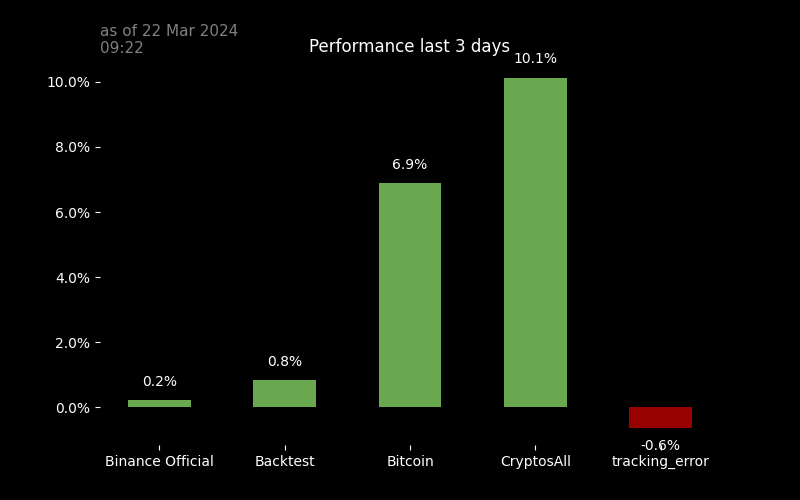 as of 22 Mar 2024
09:22
Performance last 3 days
10.1%
10.0%
8.0%
6.9%
6.0%
4.0%
2.0%
0.8%
0.2%
0.0%
-0.6%
Binance Official
Backtest
Bitcoin
CryptosAll
tracking_error